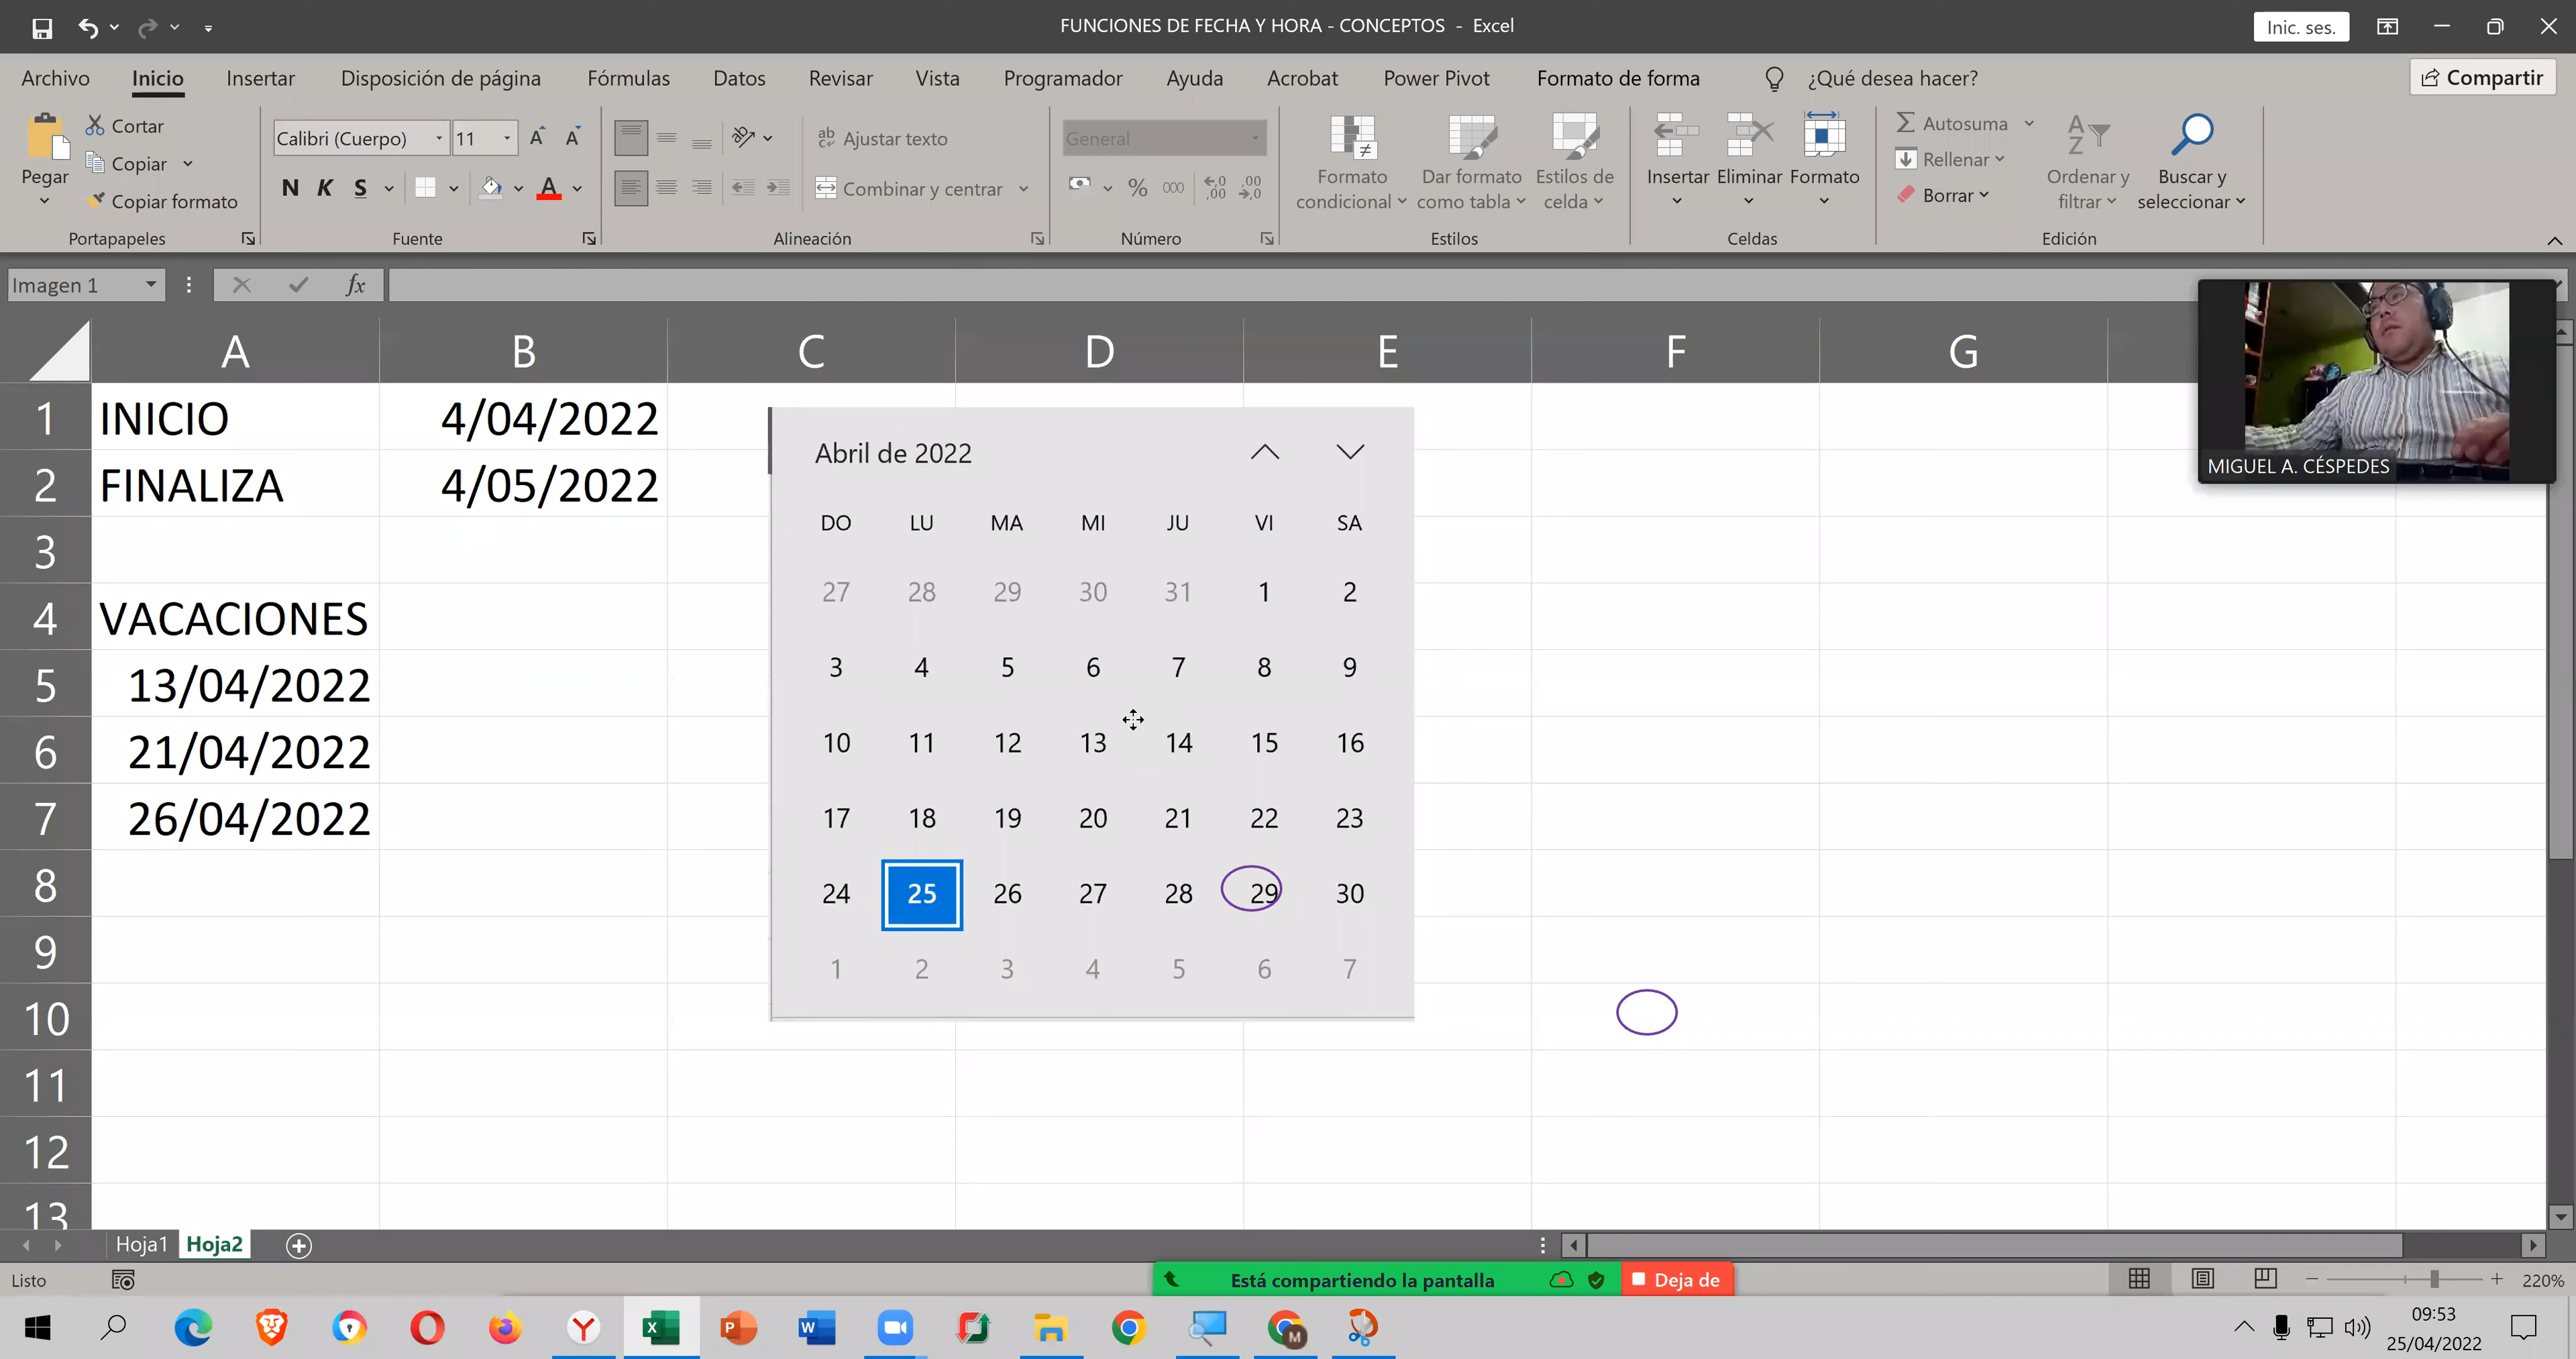 FUNCIONES DE FECHA Y HORA - CONCEPTOS - Excel
Inic. ses.
Archivo Inicio Insertar Disposición de página Fórmulas Datos Revisar Vista Programador Ayuda Acrobat Power Pivot Formato de forma ¿Qué desea hacer? Compartir
Pegar
Cortar
Copiar
Copiar formato
Portapapeles
Calibri (Cuerpo) 11
N K S
Fuente
Ajustar texto
Combinar y centrar
Alineación
General
% 000
Número
Formato condicional
Dar formato como tabla
Estilos de celda
Estilos
Insertar Eliminar Formato
Celdas
Autosuma
Rellenar
Borrar
Ordenar y filtrar
Buscar y seleccionar
Edición
Imagen 1
fx
MIGUEL A. CÉSPEDES
A B C D E F G
1 INICIO 4/04/2022
2 FINALIZA 4/05/2022
3
4 VACACIONES
5 13/04/2022
6 21/04/2022
7 26/04/2022
8
9
10
11
12
13
Abril de 2022
DO LU MA MI JU VI SA
27 28 29 30 31 1 2
3 4 5 6 7 8 9
10 11 12 13 14 15 16
17 18 19 20 21 22 23
24 25 26 27 28 29 30
1 2 3 4 5 6 7
Hoja1 Hoja2
Listo
Está compartiendo la pantalla
Deja de
220%
09:53
25/04/2022